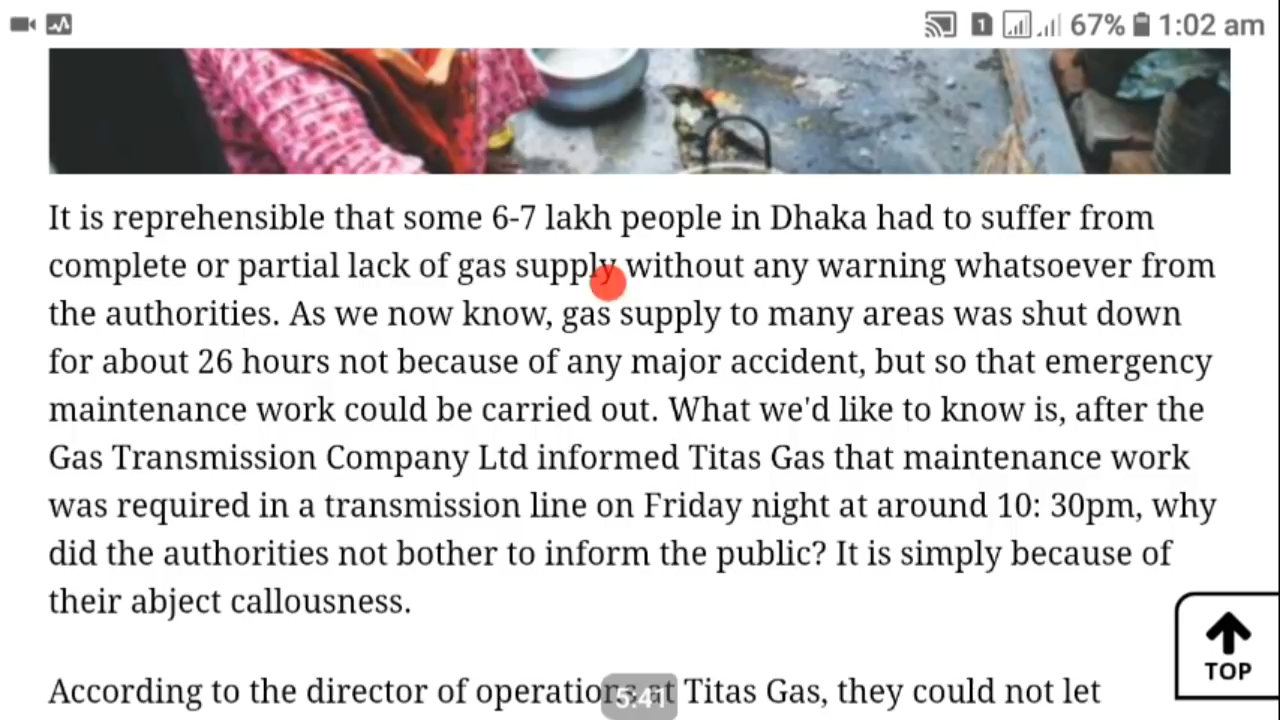 1 67% 1:02 am
It is reprehensible that some 6-7 lakh people in Dhaka had to suffer from
complete or partial lack of gas supply without any warning whatsoever from
the authorities. As we now know, gas supply to many areas was shut down
for about 26 hours not because of any major accident, but so that emergency
maintenance work could be carried out. What we'd like to know is, after the
Gas Transmission Company Ltd informed Titas Gas that maintenance work
was required in a transmission line on Friday night at around 10: 30pm, why
did the authorities not bother to inform the public? It is simply because of
their abject callousness.
TOP
According to the director of operations at Titas Gas, they could not let
5:41